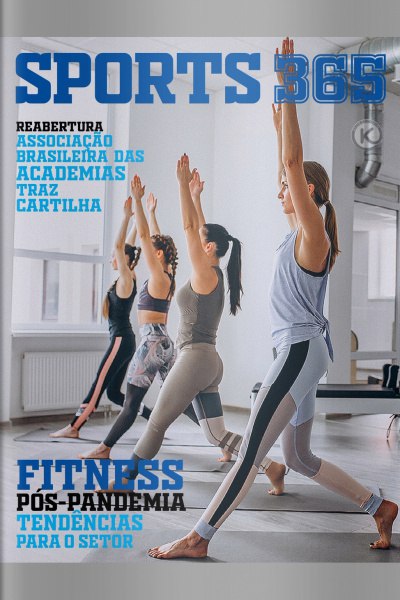 SPORTS 365
REABERTURA
ASSOCIAÇÃO
BRASILEIRA DAS
ACADEMIAS
TRAZ
CARTILHA
K
FITNESS
PÓS-PANDEMIA
TENDÊNCIAS
PARA O SETOR